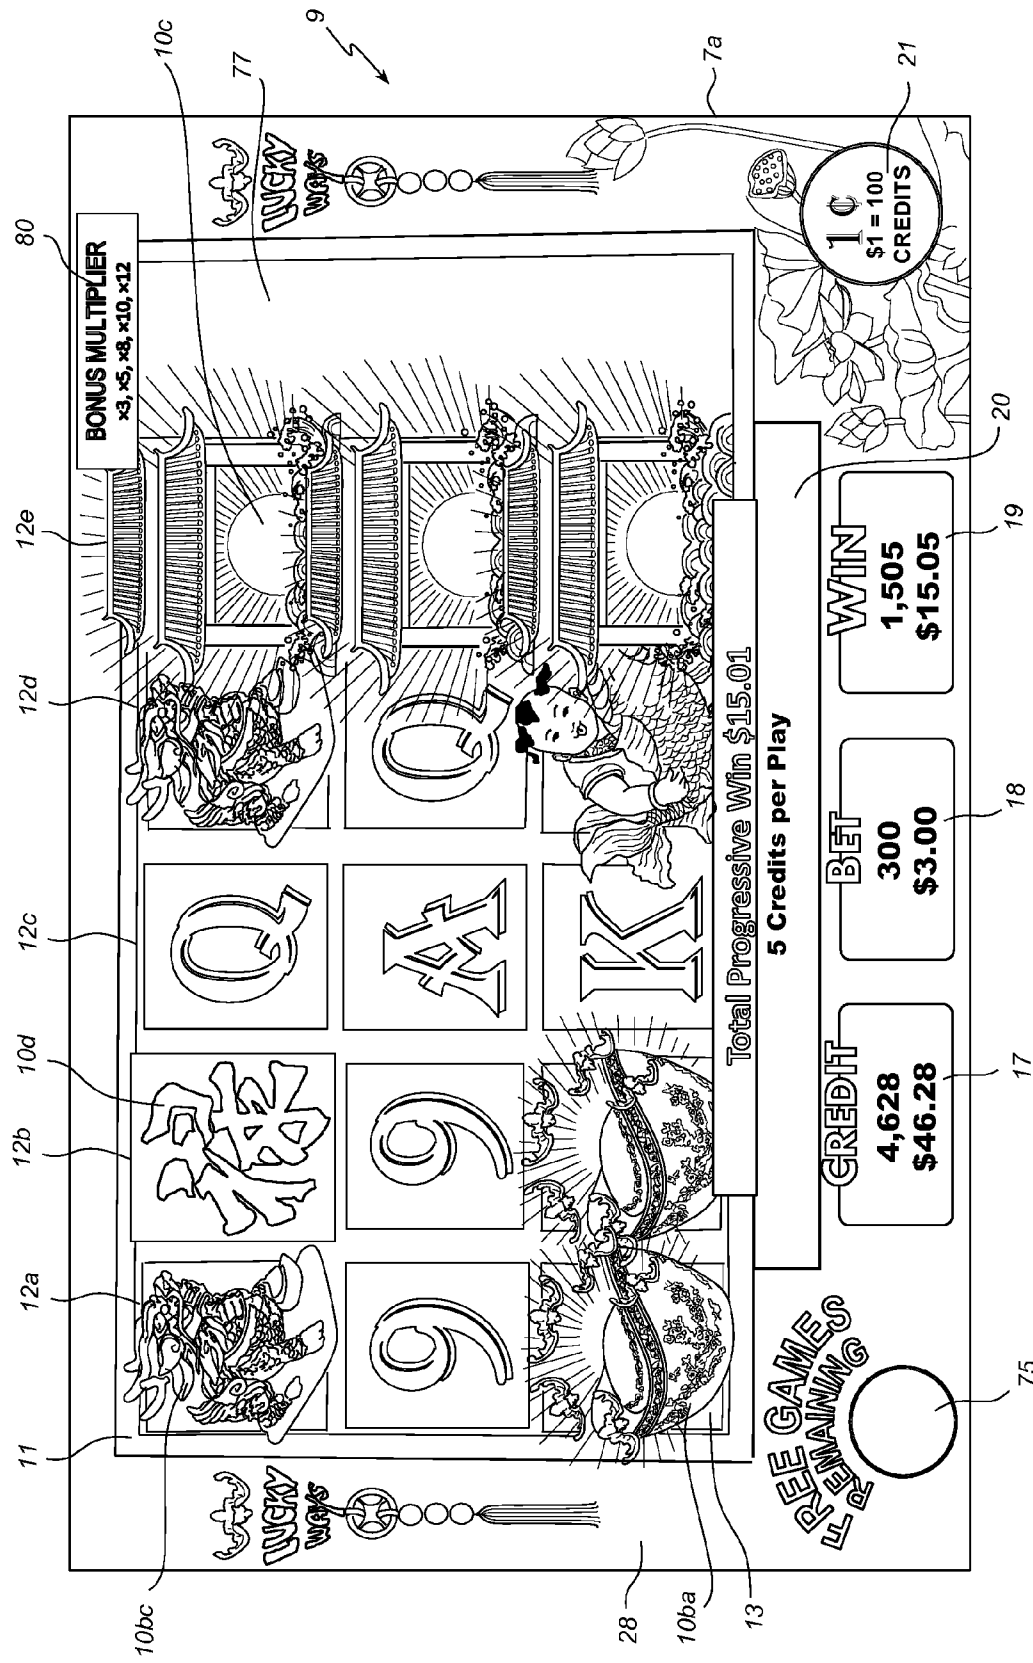 10bc
11
12a
12b
10d
12c
12d
12e
80
10c
77
9
BONUS MULTIPLIER
x3, x5, x8, x10, x12
LUCKY
WAYS
LUCKY
WAYS
Q
9
9
A
Q
K
Total Progressive Win $15.01
5 Credits per Play
FREE GAMES
REMAINING
CREDIT
4,628
$46.28
BET
300
$3.00
WIN
1,505
$15.05
1 ¢
$1 = 100
CREDITS
28
10ba
13
75
17
18
19
20
21
7a